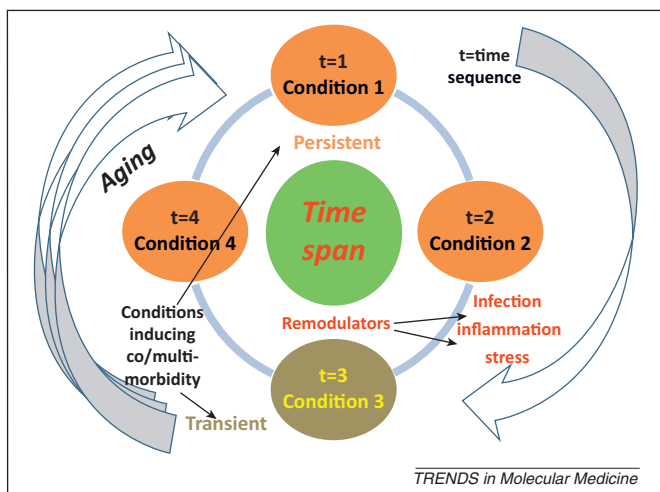 t=1
Condition 1
t=time
sequence
Persistent
Aging
Time
span
t=4
Condition 4
t=2
Condition 2
Conditions
inducing
co/multi-
morbidity
Remodulators
Infection
inflammation
stress
t=3
Condition 3
Transient
TRENDS in Molecular Medicine